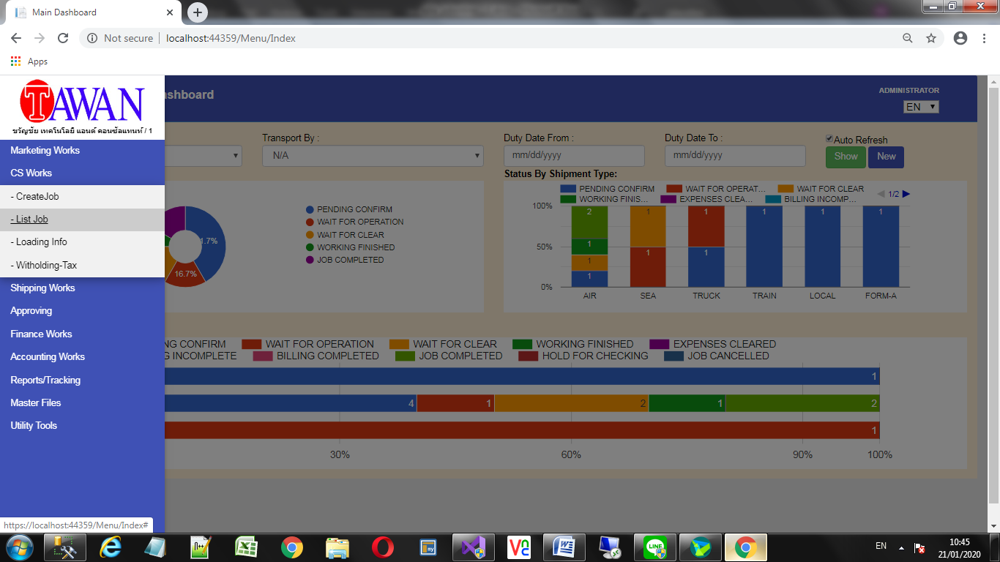 Main Dashboard
Not secure
localhost:44359/Menu/Index
Apps
TAWAN
ขวัญชัย เทคโนโลยี แอนด์ คอนซัลแทนท์ / 1
Marketing Works
CS Works
- CreateJob
- List Job
- Loading Info
- Witholding-Tax
Shipping Works
Approving
Finance Works
Accounting Works
Reports/Tracking
Master Files
Utility Tools
https://localhost:44359/Menu/Index#
ashboard
ADMINISTRATOR
EN
Transport By :
N/A
Duty Date From :
mm/dd/yyyy
Duty Date To :
mm/dd/yyyy
Auto Refresh
Show
New
1.7%
16.7%
PENDING CONFIRM
WAIT FOR OPERATION
WAIT FOR CLEAR
WORKING FINISHED
JOB COMPLETED
Status By Shipment Type:
PENDING CONFIRM WAIT FOR OPERAT... WAIT FOR CLEAR 1/2
WORKING FINIS... EXPENSES CLEA... BILLING INCOMP...
100%
50%
0%
2 1 1 1 1 1
1 1
1 1
1
AIR SEA TRUCK TRAIN LOCAL FORM-A
NG CONFIRM WAIT FOR OPERATION WAIT FOR CLEAR WORKING FINISHED EXPENSES CLEARED
G INCOMPLETE BILLING COMPLETED JOB COMPLETED HOLD FOR CHECKING JOB CANCELLED
1
4 1 2 1 2
1
30% 60% 90% 100%
EN
10:45
21/01/2020